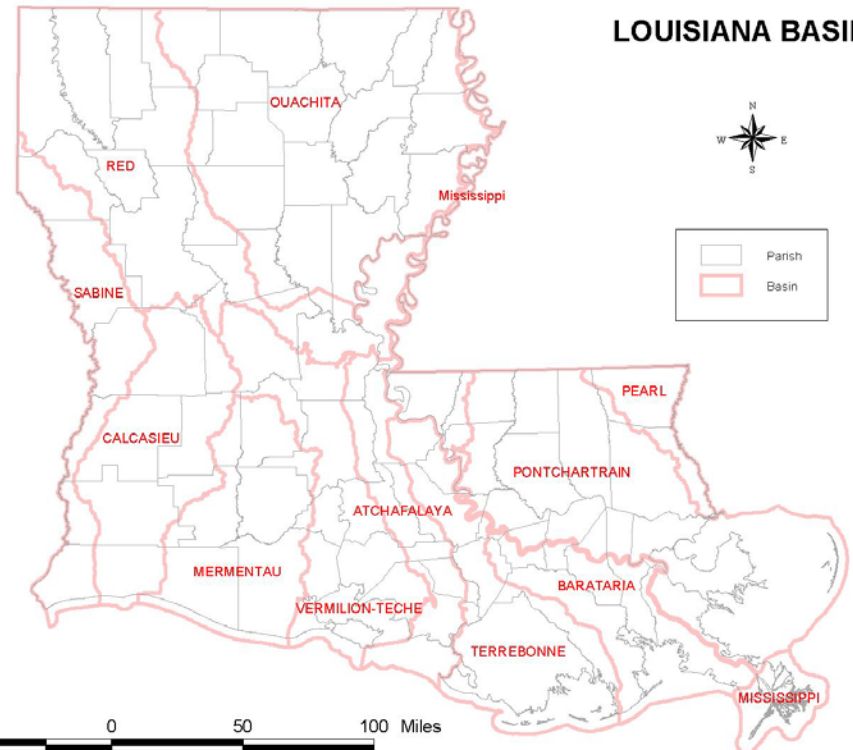 LOUISIANA BASI
N
W E
S
OUACHITA
RED
Mississippi
Parish
Basin
SABINE
PEARL
CALCASIEU
PONTCHARTRAIN
ATCHAFALAYA
MERMENTAU
BARATARIA
VERMILION-TECHE
TERREBONNE
MISSISSIPPI
0 50 100 Miles